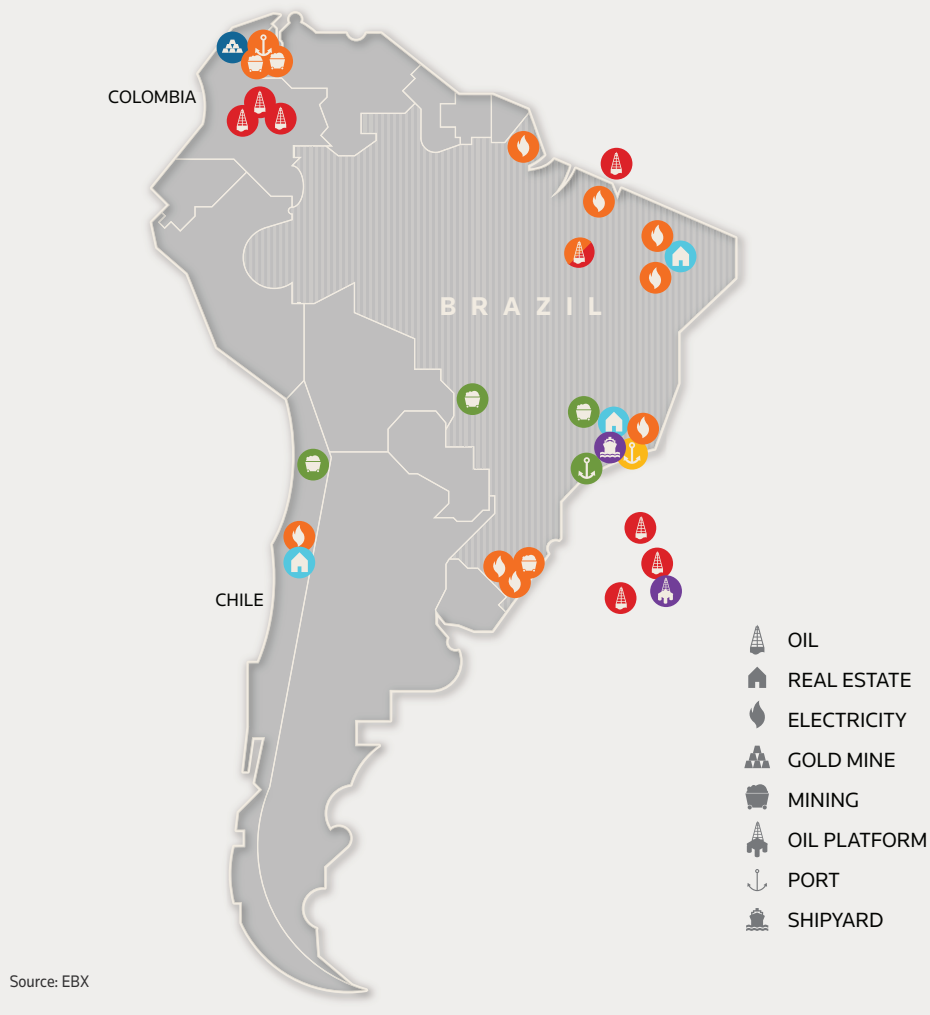 COLOMBIA
BRAZIL
CHILE
OIL
REAL ESTATE
ELECTRICITY
GOLD MINE
MINING
OIL PLATFORM
PORT
SHIPYARD
Source: EBX